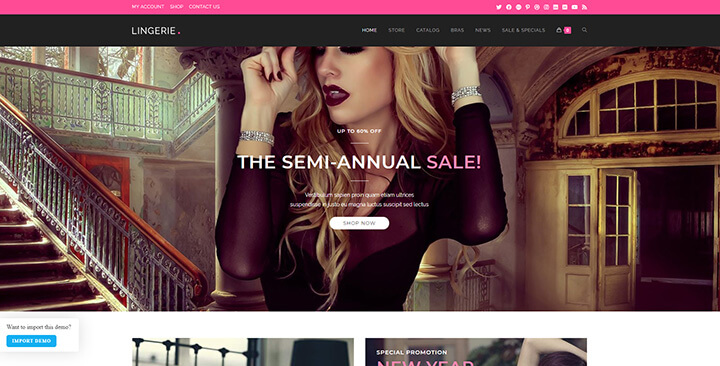 MY ACCOUNT SHOP CONTACT US
LINGERIE.
HOME STORE CATALOG BRAS NEWS SALE & SPECIALS 0
UP TO 60% OFF
THE SEMI-ANNUAL SALE!
Vestibulum sapien proin quam etiam ultrices
suspendisse in justo eu magna luctus suscipit sed lectus
SHOP NOW
Want to import this demo?
IMPORT DEMO
SPECIAL PROMOTION
NEW YEAR